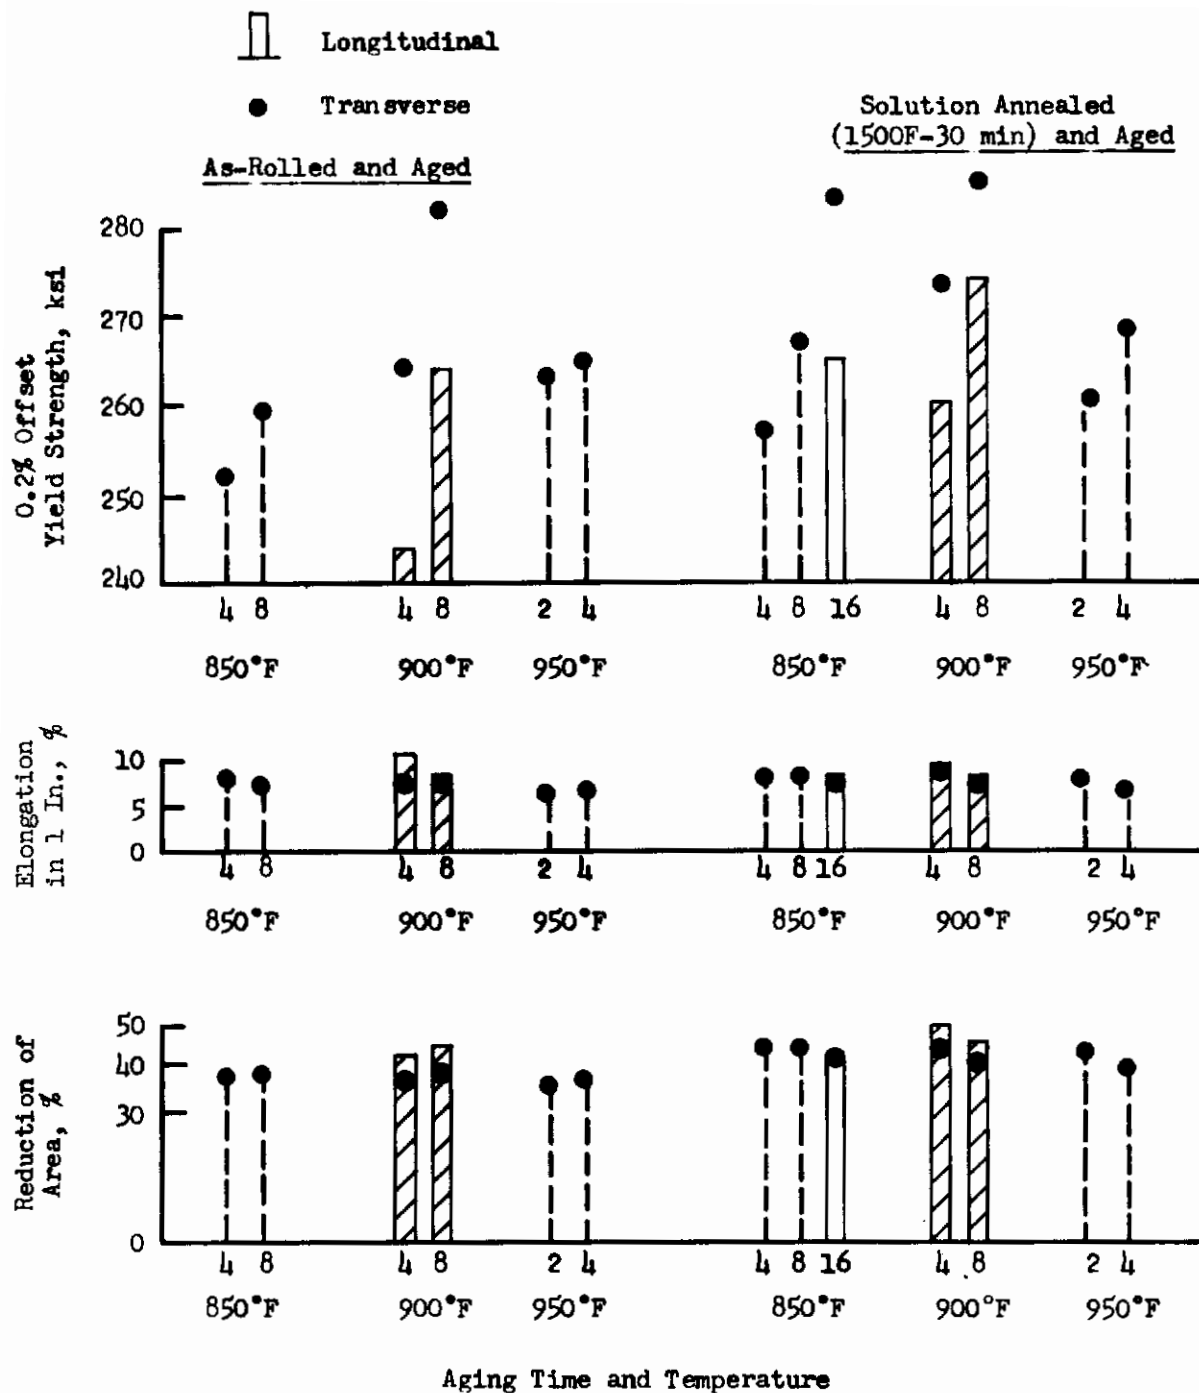 Longitudinal
Transverse
Solution Annealed
(1500F-30 min) and Aged
As-Rolled and Aged
0.2% Offset
Yield Strength, ksi
280
270
260
250
240
4 8 4 8 2 4 4 8 16 4 8 2 4
850°F 900°F 950°F 850°F 900°F 950°F
Elongation
in 1 In., %
10
5
0
4 8 4 8 2 4 4 8 16 4 8 2 4
850°F 900°F 950°F 850°F 900°F 950°F
Reduction of
Area, %
50
40
30
0
4 8 4 8 2 4 4 8 16 4 8 2 4
850°F 900°F 950°F 850°F 900°F 950°F
Aging Time and Temperature